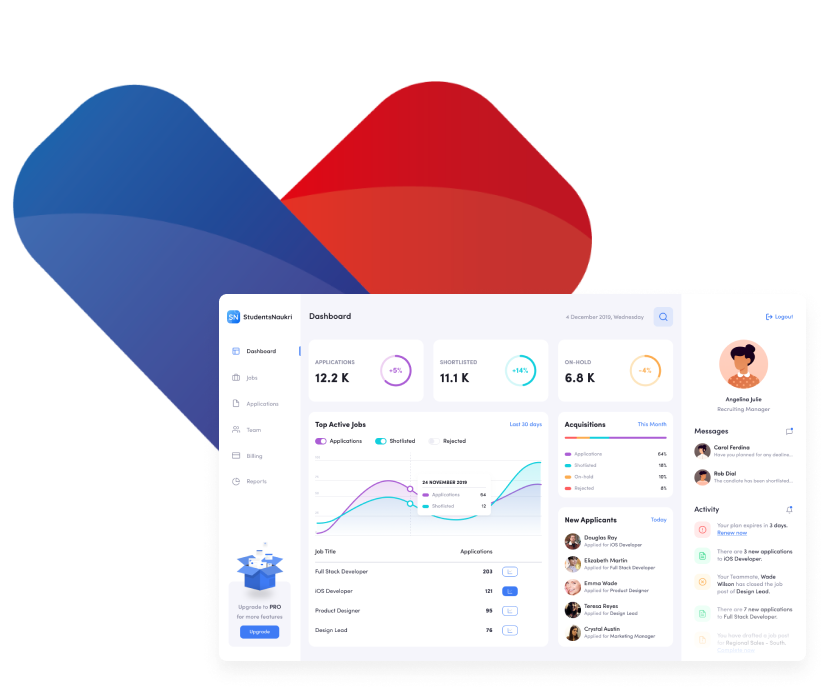 SN StudentsNaukri
Dashboard
Jobs
Applications
Team
Billing
Reports
Upgrade to PRO
for more features
Upgrade
Dashboard
4 December 2019, Wednesday
APPLICATIONS
12.2 K
+5%
SHORTLISTED
11.1 K
+14%
ON-HOLD
6.8 K
-4%
Top Active Jobs
Last 30 days
Applications
Shotlisted
Rejected
24 NOVEMBER 2019
Applications 54
Shortlisted 12
Job Title Applications
Full Stack Developer 203
iOS Developer 121
Product Designer 95
Design Lead 76
Acquisitions
This Month
Applications 64%
Shotlisted 18%
On-hold 10%
Rejected 8%
New Applicants
Today
Douglas Ray
Applied for iOS Developer
Elizabeth Martin
Applied for Full Stack Developer
Emma Wade
Applied for Product Designer
Teresa Reyes
Applied for Design Lead
Crystal Austin
Applied for Marketing Manager
Logout
Angelina Julie
Recruiting Manager
Messages
Carol Ferdina
Have you planned for any deadline...
Rob Dial
The candiate has been shortlisted...
Activity
Your plan expires in 3 days.
Renew now
There are 3 new applications
to iOS Developer.
Your Teammate, Wade
Wilson has closed the job
post of Design Lead.
There are 7 new applications
to Full Stack Developer.
You have drafted a job post
for Regional Sales - South.